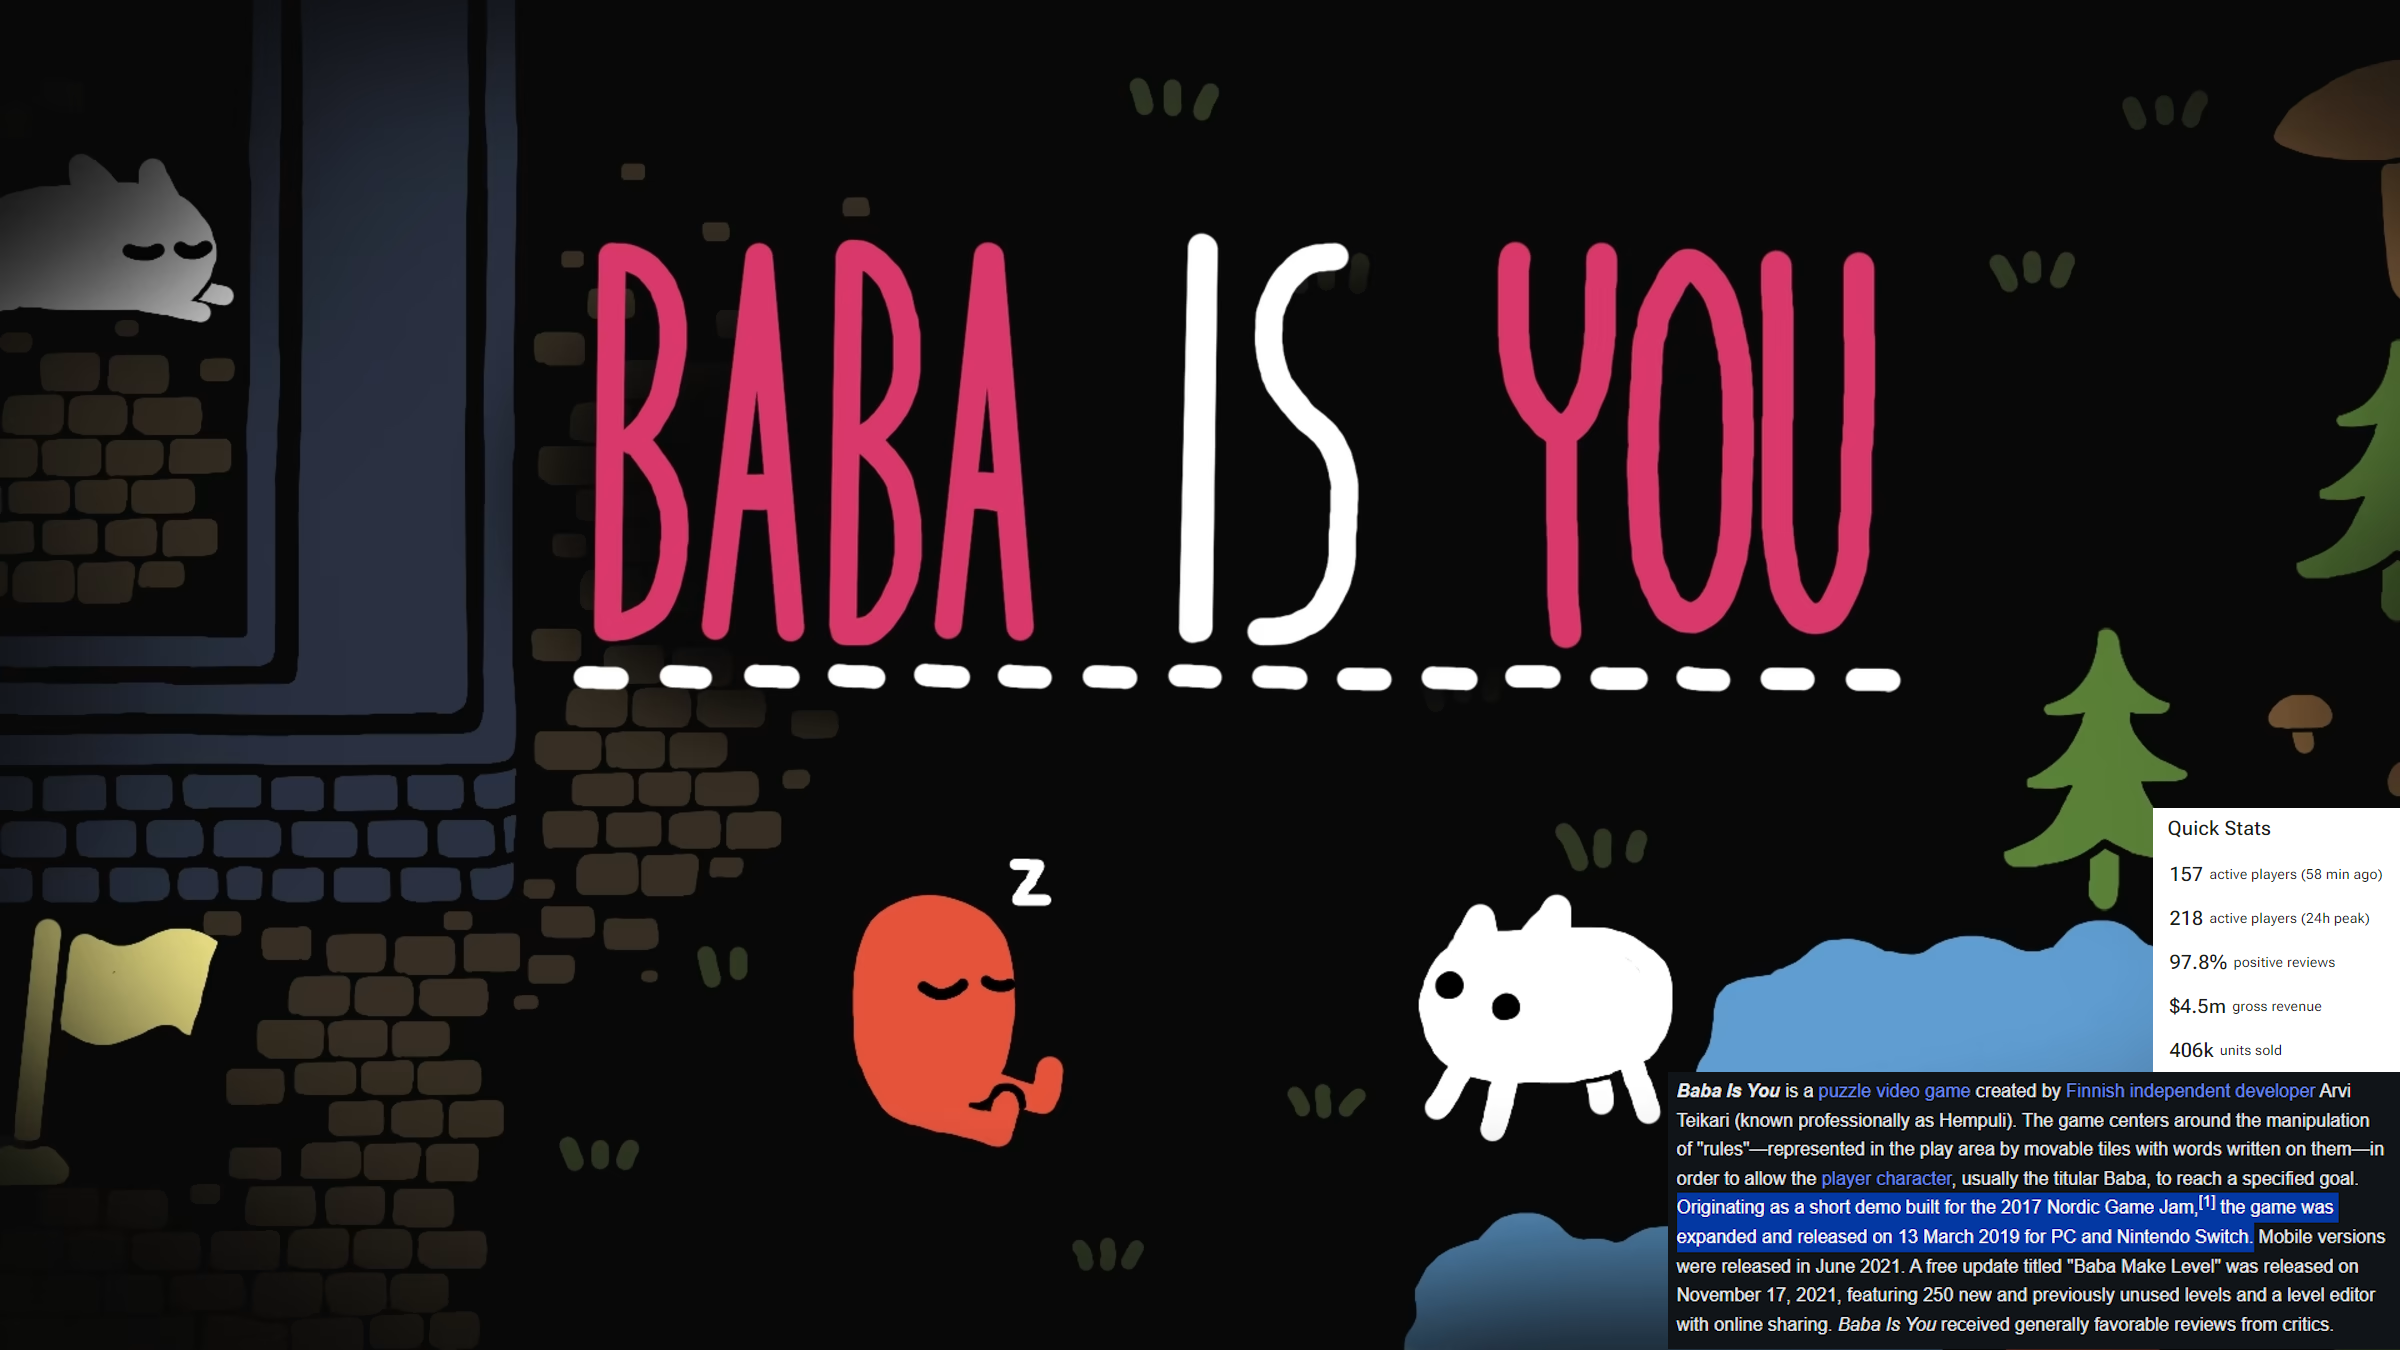 BABA IS YOU
Z
Quick Stats
157 active players (58 min ago)
218 active players (24h peak)
97.8% positive reviews
$4.5m gross revenue
406k units sold
Baba Is You is a puzzle video game created by Finnish independent developer Arvi
Teikari (known professionally as Hempuli). The game centers around the manipulation
of "rules"—represented in the play area by movable tiles with words written on them—in
order to allow the player character, usually the titular Baba, to reach a specified goal.
Originating as a short demo built for the 2017 Nordic Game Jam,[1] the game was
expanded and released on 13 March 2019 for PC and Nintendo Switch. Mobile versions
were released in June 2021. A free update titled "Baba Make Level" was released on
November 17, 2021, featuring 250 new and previously unused levels and a level editor
with online sharing. Baba Is You received generally favorable reviews from critics.